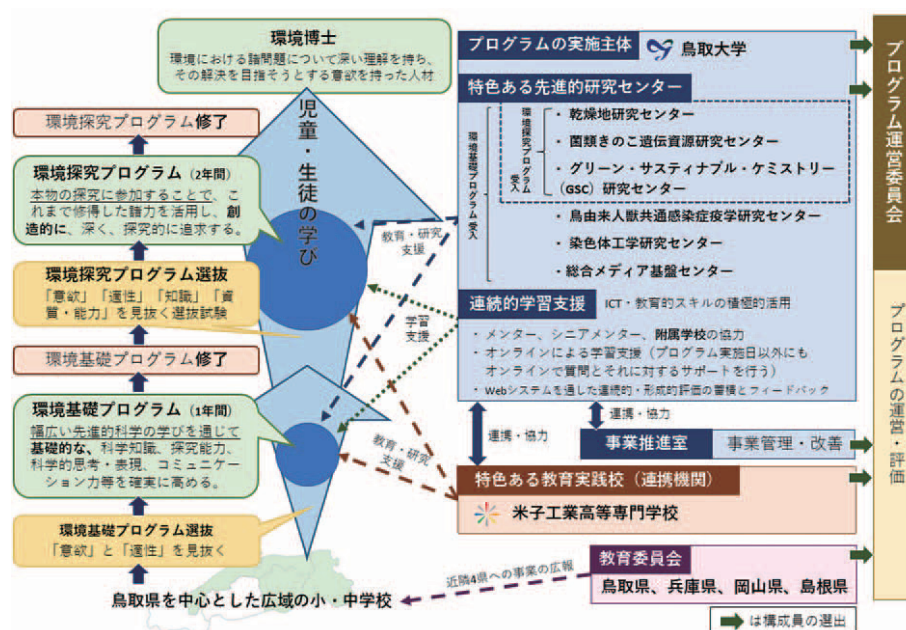 環境博士
環境における諸問題について深い理解を持ち、
その解決を目指そうとする意欲を持った人材
環境探究プログラム修了
環境探究プログラム（2年間）
本物の探究に参加することで、こ
れまで修得した諸力を活用し、創
造的に、深く、探究的に追求する。
環境探究プログラム選抜
「意欲」「適性」「知識」「資
質・能力」を見抜く選抜試験
環境基礎プログラム修了
環境基礎プログラム（1年間）
幅広い先進的科学の学びを通じて
基礎的な、科学知識、探究能力、
科学的思考・表現、コミュニケー
ション力等を確実に高める。
環境基礎プログラム選抜
「意欲」と「適性」を見抜く
鳥取県を中心とした広域の小・中学校
児童・生徒の学び
教育・研究
支援
学習
支援
教育・研究
支援
近隣4県への事業の広報
プログラムの実施主体
鳥取大学
特色ある先進的研究センター
環境基礎プログラム受入
環境探究プログラム
受入
・乾燥地研究センター
・菌類きのこ遺伝資源研究センター
・グリーン・サスティナブル・ケミストリー
（GSC）研究センター
・鳥由来人獣共通感染症疫学研究センター
・染色体工学研究センター
・総合メディア基盤センター
連続的学習支援
ICT・教育的スキルの積極的活用
・メンター、シニアメンター、附属学校の協力
・オンラインによる学習支援（プログラム実施日以外にも
オンラインで質問とそれに対するサポートを行う）
・Webシステムを通した連続的・形成的評価の蓄積とフィードバック
連携・協力
連携・協力
事業推進室
事業管理・改善
特色ある教育実践校（連携機関）
米子工業高等専門学校
教育委員会
鳥取県、兵庫県、岡山県、島根県
は構成員の選出
プログラム運営委員会
プログラムの運営・評価